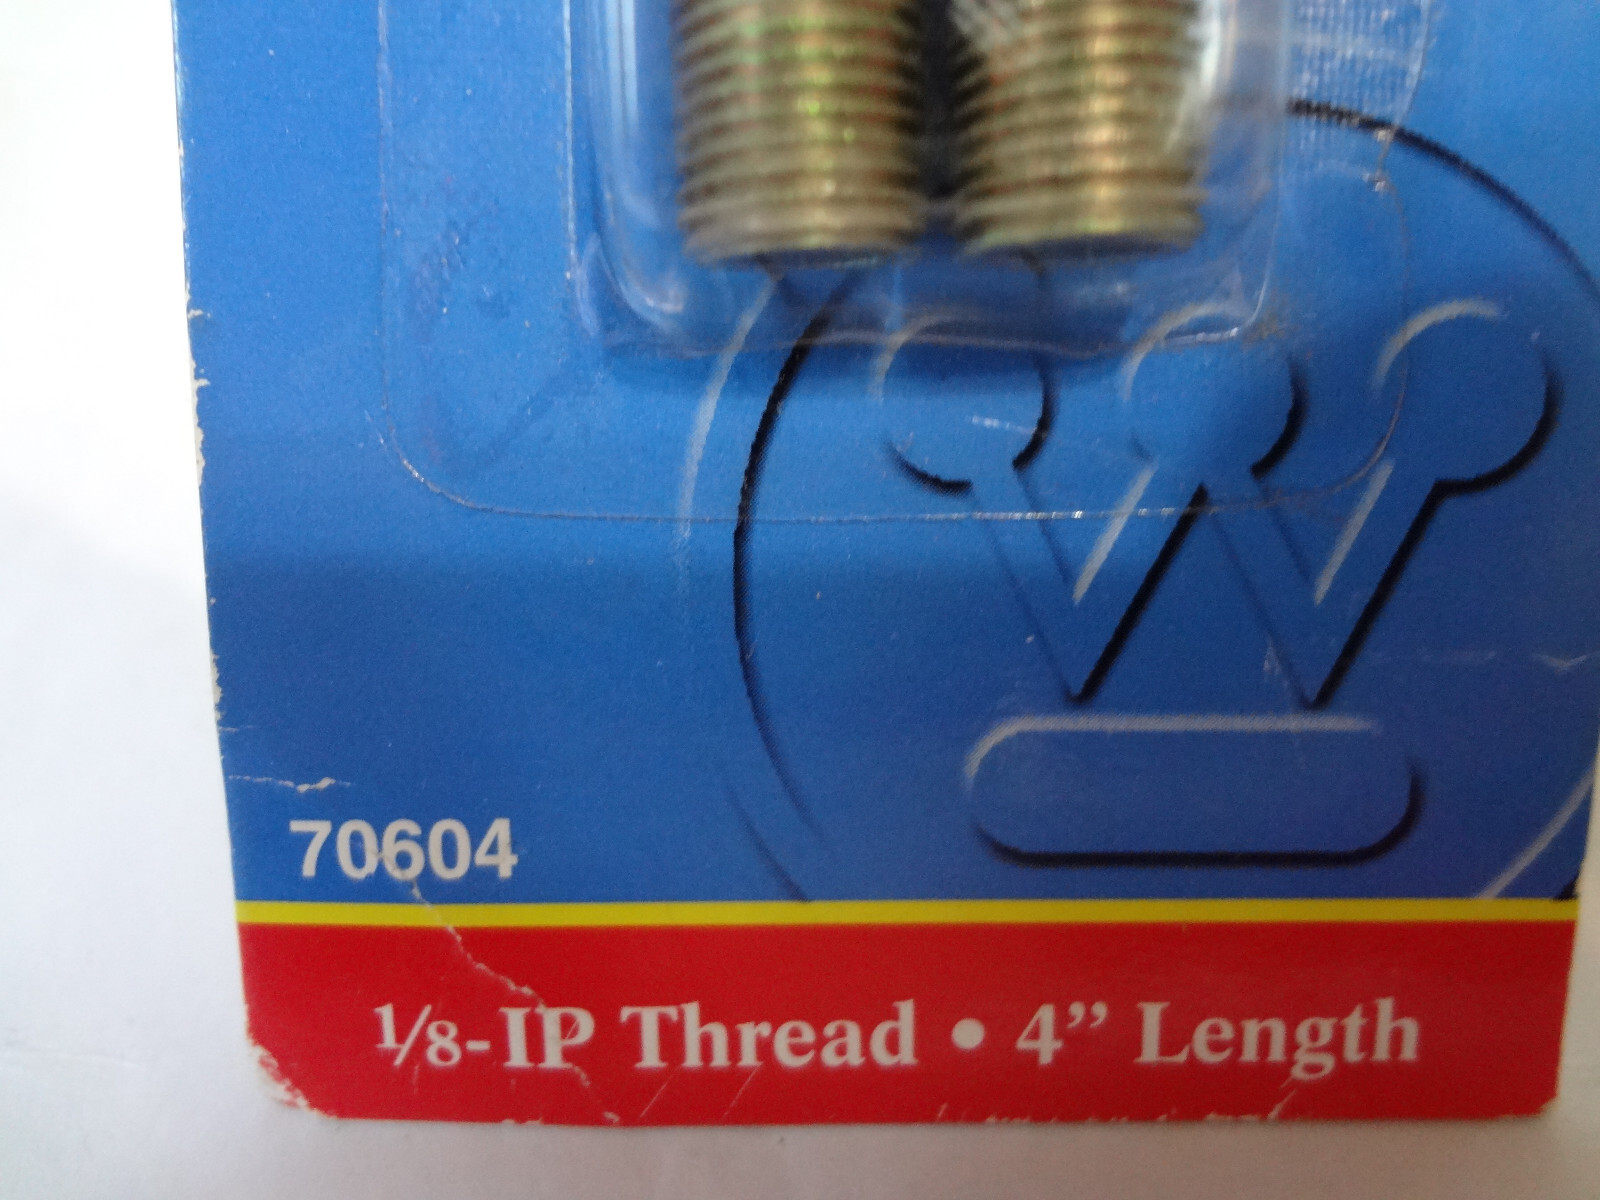 70604
1/8-IP Thread • 4” Length